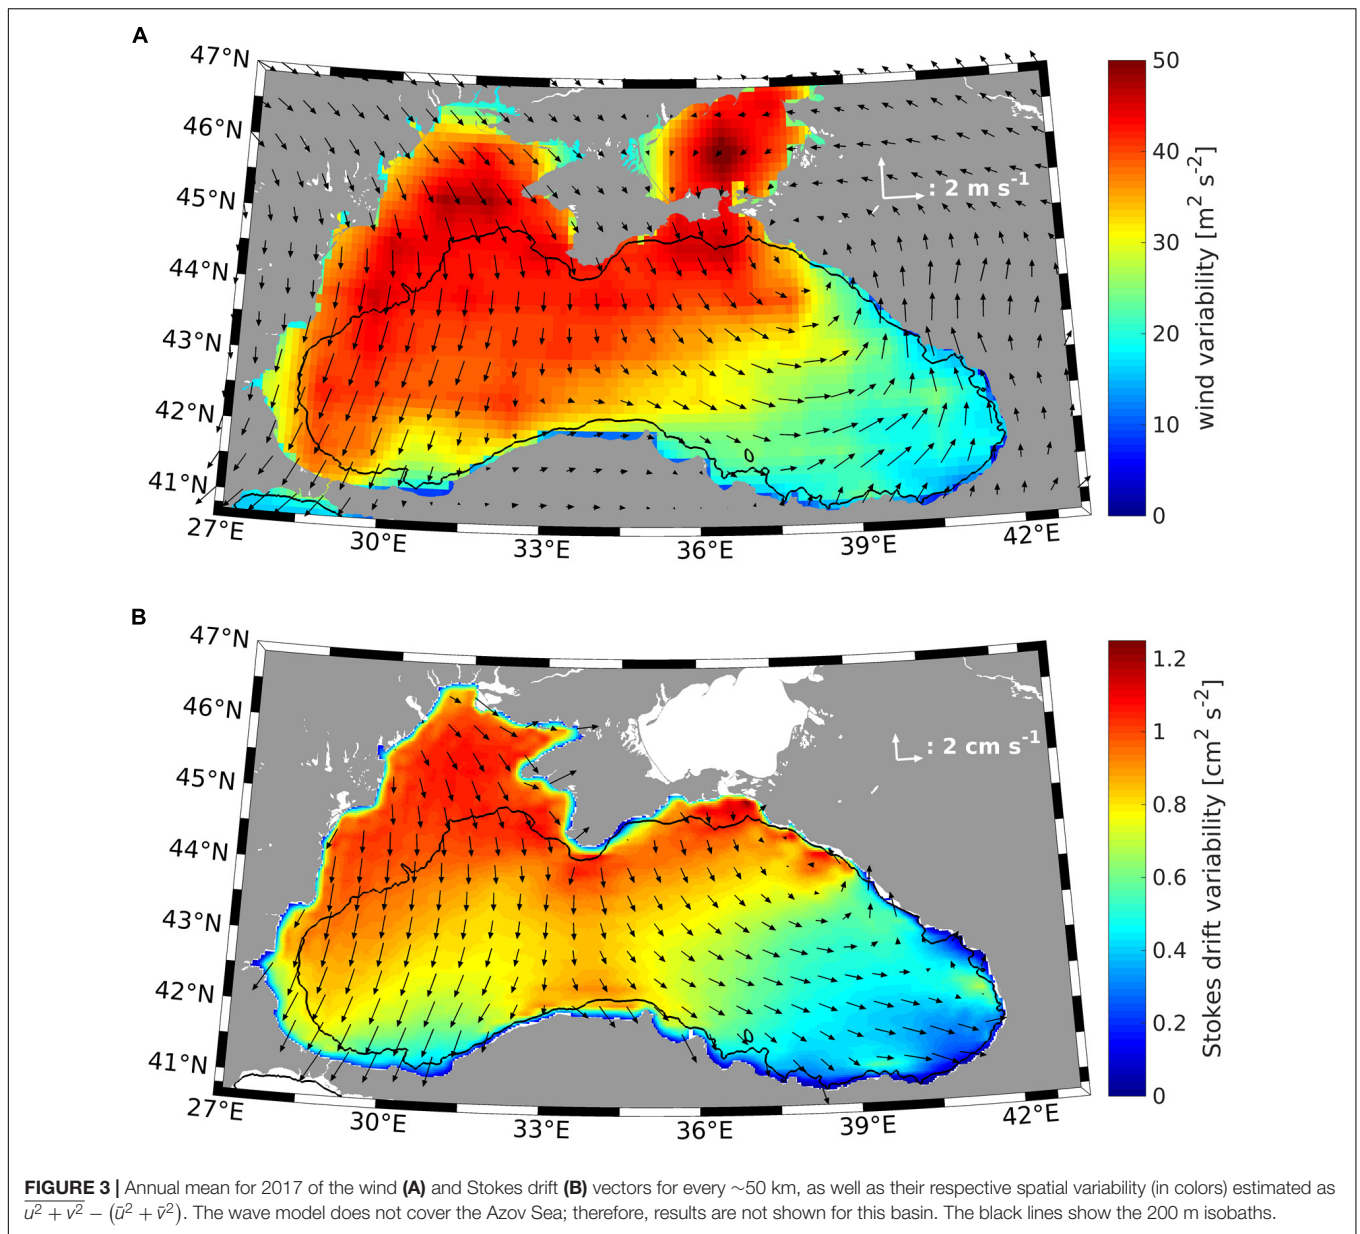 A
47°N
46°N
45°N
44°N
43°N
42°N
41°N
27°E
30°E
33°E
36°E
39°E
42°E
: 2 m s-1
50
40
30
20
10
0
wind variability [m² s-2]
B
47°N
46°N
45°N
44°N
43°N
42°N
41°N
27°E
30°E
33°E
36°E
39°E
42°E
: 2 cm s-1
1.2
1
0.8
0.6
0.4
0.2
0
Stokes drift variability [cm² s-2]
FIGURE 3 | Annual mean for 2017 of the wind (A) and Stokes drift (B) vectors for every ∼50 km, as well as their respective spatial variability (in colors) estimated as
u² + v² − (ū² + v̄²). The wave model does not cover the Azov Sea; therefore, results are not shown for this basin. The black lines show the 200 m isobaths.